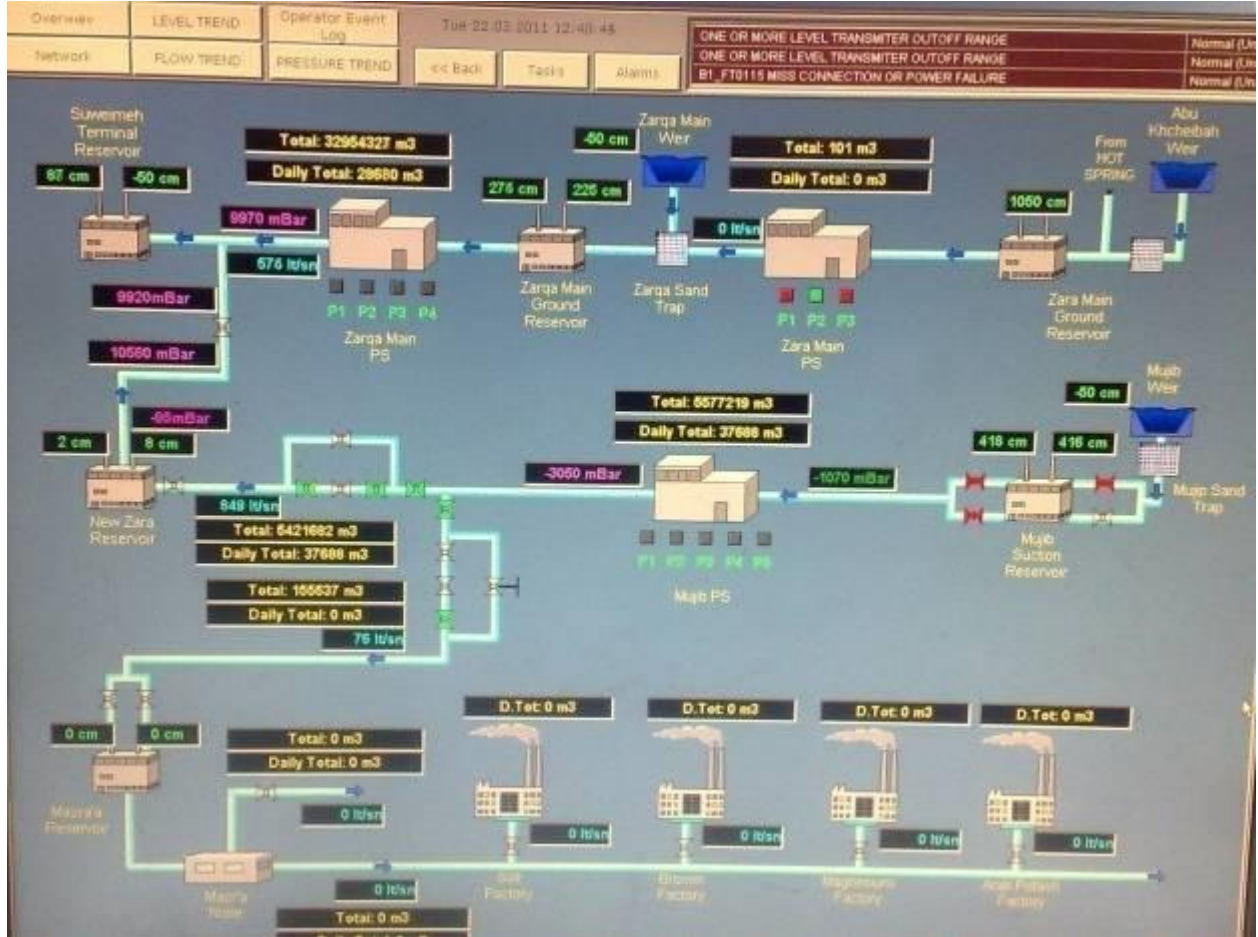 Overview
LEVEL TREND
Operator Event
Log
Tue 22.03.2011 12:48:48
Network
FLOW TREND
PRESSURE TREND
<< Back
Tasks
Alarms
ONE OR MORE LEVEL TRANSMITER OUTOFF RANGE
Normal (Un
ONE OR MORE LEVEL TRANSMITER OUTOFF RANGE
Normal (Un
B1_FT0115 MISS CONNECTION OR POWER FAILURE
Normal (Un
Suweimeh
Terminal
Reservoir
87 cm
-50 cm
Total: 32954327 m3
Daily Total: 28680 m3
9970 mBar
576 lt/sn
P1 P2 P3 P4
Zarqa Main
PS
275 cm
225 cm
Zarqa Main
Ground
Reservoir
Zarqa Main
Weir
-50 cm
Zarqa Sand
Trap
Total: 101 m3
Daily Total: 0 m3
0 lt/sn
P1 P2 P3
Zara Main
PS
1050 cm
Zara Main
Ground
Reservoir
From
HOT
SPRING
Abu
Khcheibah
Weir
9920mBar
10560 mBar
-95mBar
2 cm
8 cm
New Zara
Reservoir
849 lt/sn
Total: 5421682 m3
Daily Total: 37688 m3
Total: 155537 m3
Daily Total: 0 m3
76 lt/sn
Total: 5577219 m3
Daily Total: 37688 m3
-3050 mBar
P1 P2 P3 P4 P5
Mujib PS
-1070 mBar
416 cm
416 cm
Mujib
Suction
Reservoir
Mujib
Weir
-50 cm
Mujib Sand
Trap
0 cm
0 cm
Reservoir
Total: 0 m3
Daily Total: 0 m3
0 lt/sn
0 lt/sn
Total: 0 m3
D.Tot: 0 m3
0 lt/sn
Salt
Factory
D.Tot: 0 m3
0 lt/sn
Factory
D.Tot: 0 m3
0 lt/sn
Magnesium
Factory
D.Tot: 0 m3
0 lt/sn
Arab Potash
Factory